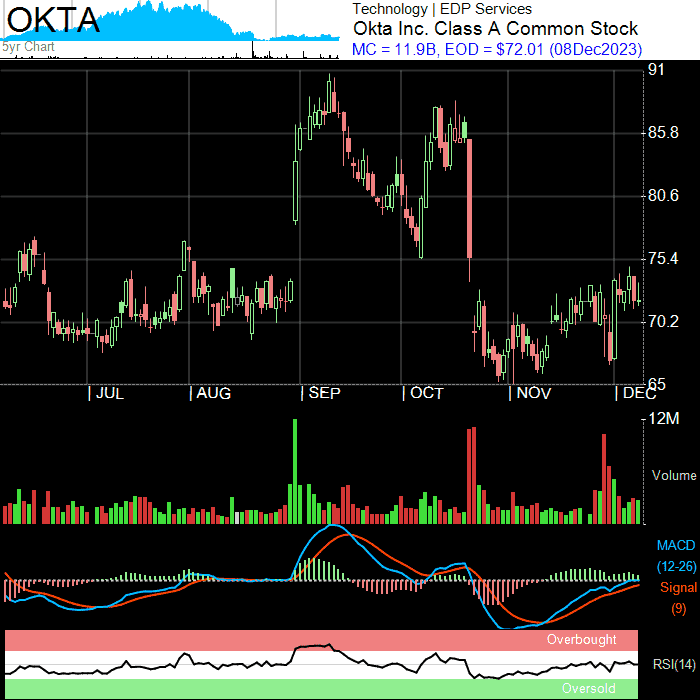 OKTA
5yr Chart
Technology | EDP Services
Okta Inc. Class A Common Stock
MC = 11.9B, EOD = $72.01 (08Dec2023)
91
85.8
80.6
75.4
70.2
65
JUL AUG SEP OCT NOV DEC
12M
Volume
MACD
(12-26)
Signal
(9)
Overbought
RSI(14)
Oversold